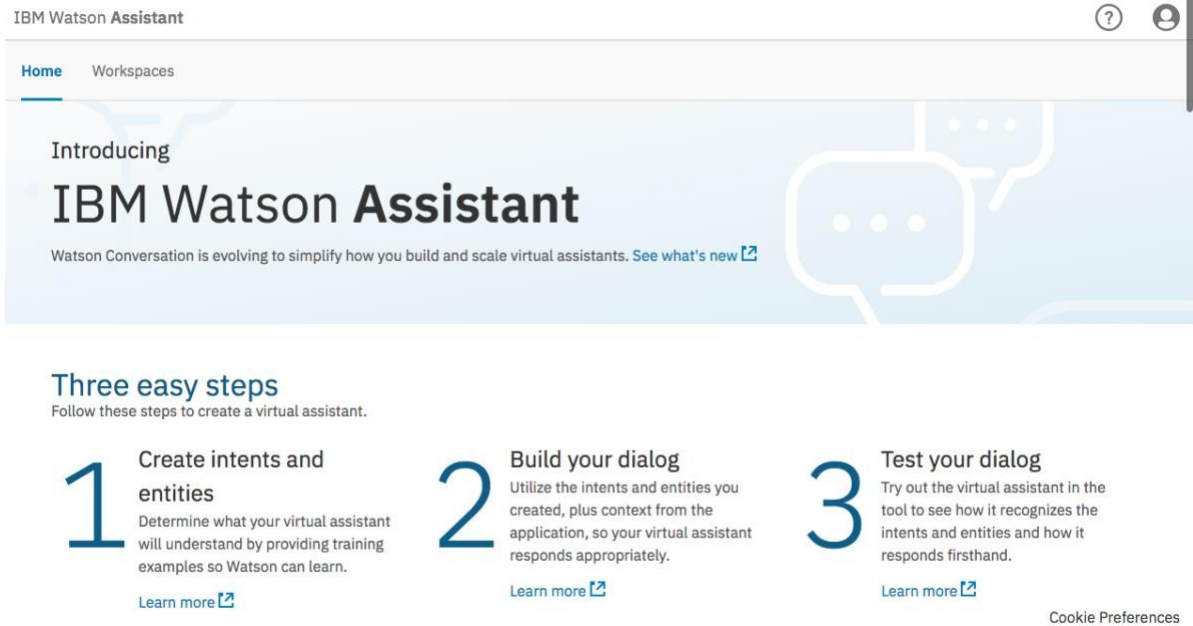 IBM Watson Assistant
Home Workspaces
Introducing
IBM Watson Assistant
Watson Conversation is evolving to simplify how you build and scale virtual assistants. See what's new
Three easy steps
Follow these steps to create a virtual assistant.
1
Create intents and
entities
Determine what your virtual assistant
will understand by providing training
examples so Watson can learn.
Learn more
2
Build your dialog
Utilize the intents and entities you
created, plus context from the
application, so your virtual assistant
responds appropriately.
Learn more
3
Test your dialog
Try out the virtual assistant in the
tool to see how it recognizes the
intents and entities and how it
responds firsthand.
Learn more
Cookie Preferences